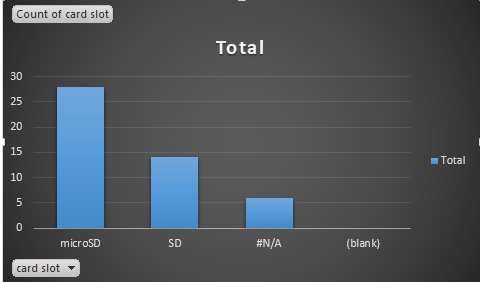 Count of card slot
Total
30
25
20
15
10
5
0
microSD SD #N/A (blank)
Total
card slot